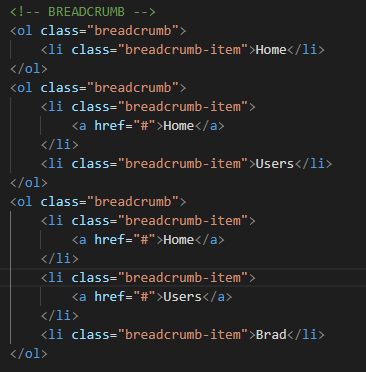 <!-- BREADCRUMB -->
<ol class="breadcrumb">
    <li class="breadcrumb-item">Home</li>
</ol>
<ol class="breadcrumb">
    <li class="breadcrumb-item">
        <a href="#">Home</a>
    </li>
    <li class="breadcrumb-item">Users</li>
</ol>
<ol class="breadcrumb">
    <li class="breadcrumb-item">
        <a href="#">Home</a>
    </li>
    <li class="breadcrumb-item">
        <a href="#">Users</a>
    </li>
    <li class="breadcrumb-item">Brad</li>
</ol>